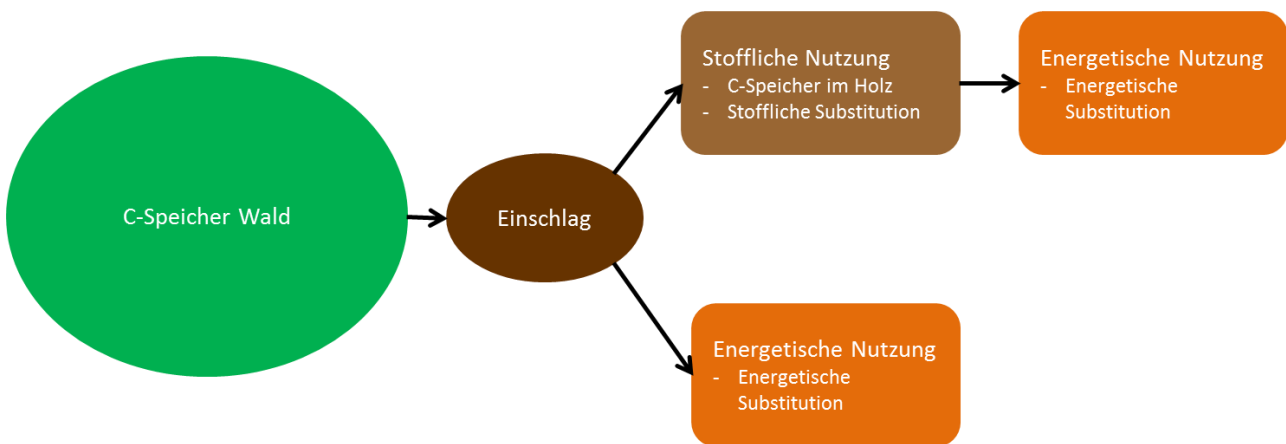 C-Speicher Wald
Einschlag
Stoffliche Nutzung
- C-Speicher im Holz
- Stoffliche Substitution
Energetische Nutzung
- Energetische
Substitution
Energetische Nutzung
- Energetische
Substitution